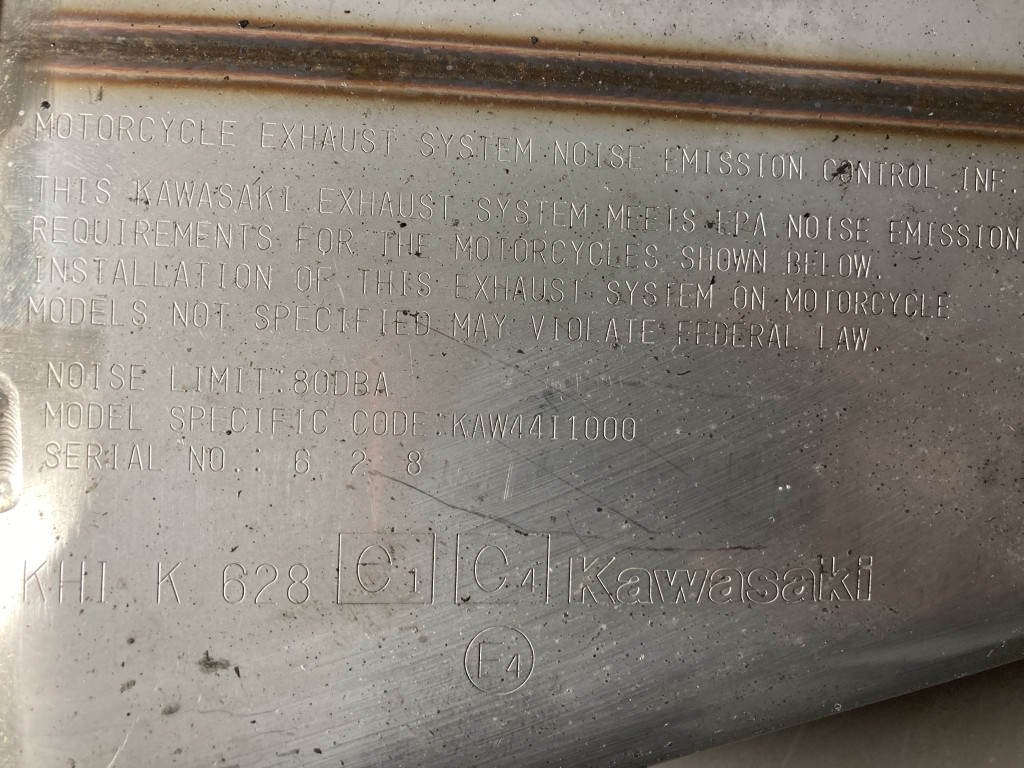 MOTORCYCLE EXHAUST SYSTEM NOISE EMISSION CONTROL INF.
THIS KAWASAKI EXHAUST SYSTEM MEETS EPA NOISE EMISSION
REQUIREMENTS FOR THE MOTORCYCLES SHOWN BELOW.
INSTALLATION OF THIS EXHAUST SYSTEM ON MOTORCYCLE
MODELS NOT SPECIFIED MAY VIOLATE FEDERAL LAW.
NOISE LIMIT:80DBA
MODEL SPECIFIC CODE:KAW44I1000
SERIAL NO.: 6 2 8
KHI K 628 e1 C4 Kawasaki
E4